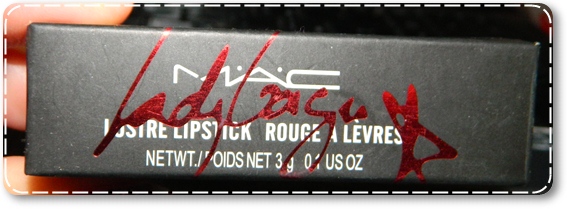 M·A·C
Lady Gaga
LUSTRE LIPSTICK ROUGE À LÈVRES
NET WT./POIDS NET 3 g 0.1 US OZ